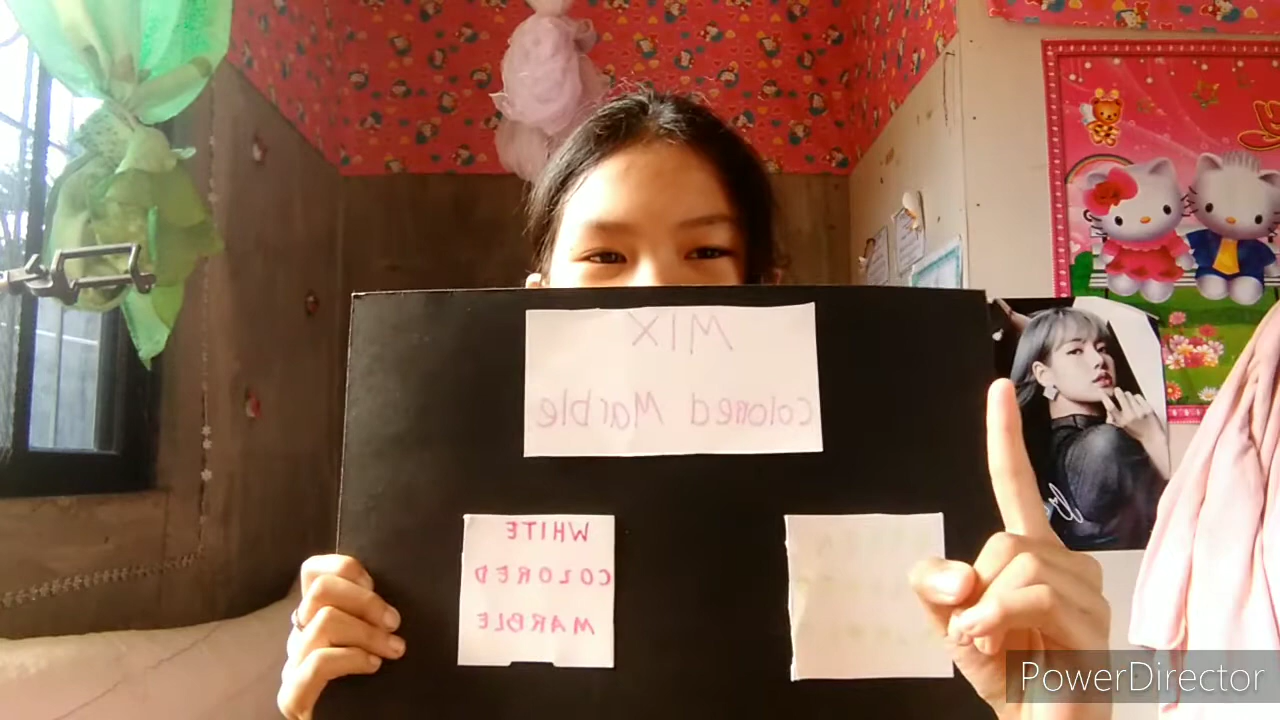 MIX
colored Marble
WHITE
COLORED
MARBLE
PowerDirector